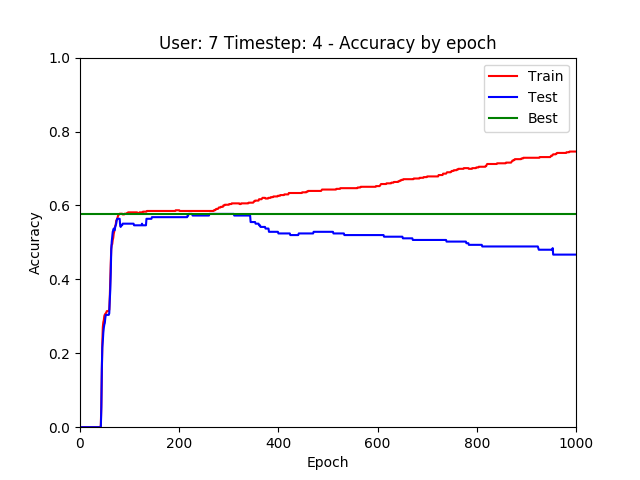 User: 7 Timestep: 4 - Accuracy by epoch
1.0
0.8
0.6
0.4
0.2
0.0
Accuracy
Train
Test
Best
0 200 400 600 800 1000
Epoch